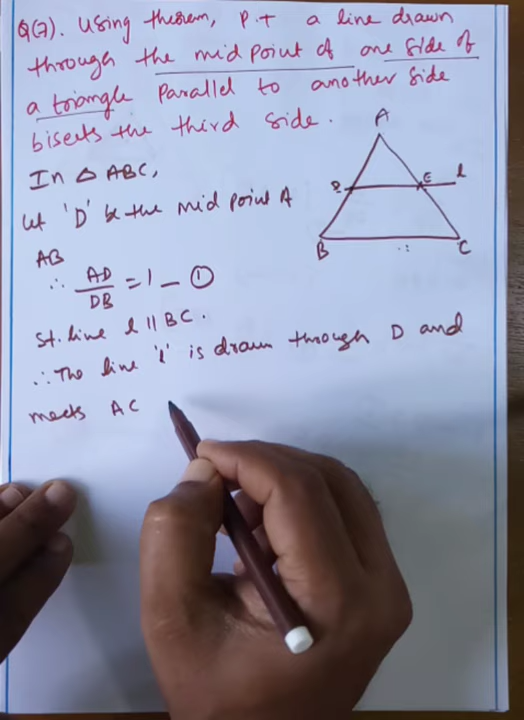 Q(7). Using theorem, P.T a line drawn
through the mid point of one side of
a triangle parallel to another side
bisects the third side.
In △ ABC,
let 'D' be the mid point A
AB
∴ AD/DB = 1 — ①
St. line l || BC.
∴ The line 'l' is drawn through D and
meets AC
A
D E l
B C